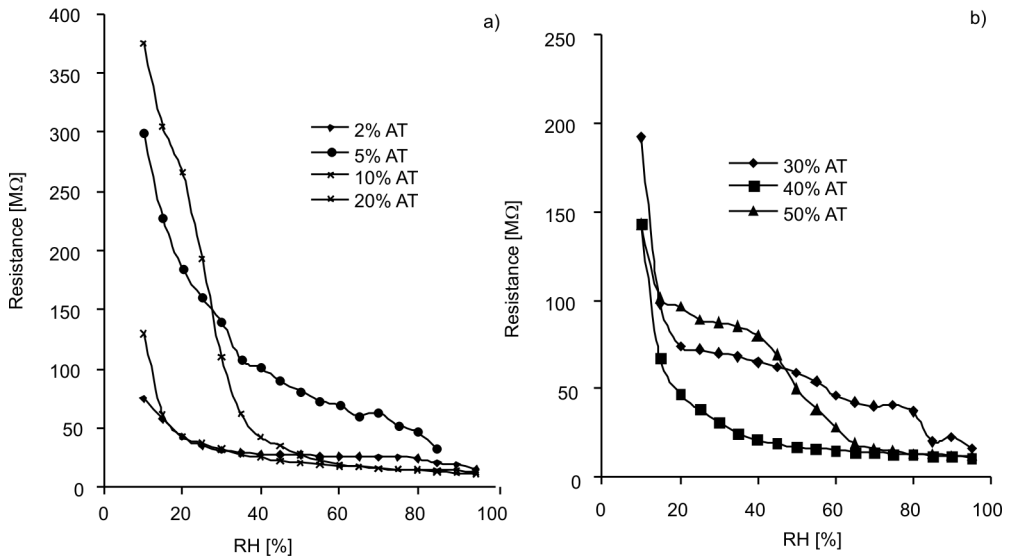 a)
400
350
300
250
200
150
100
50
0
Resistance [MΩ]
2% AT
5% AT
10% AT
20% AT
0 20 40 60 80 100
RH [%]
b)
250
200
150
100
50
0
Resistance [MΩ]
30% AT
40% AT
50% AT
0 20 40 60 80 100
RH [%]